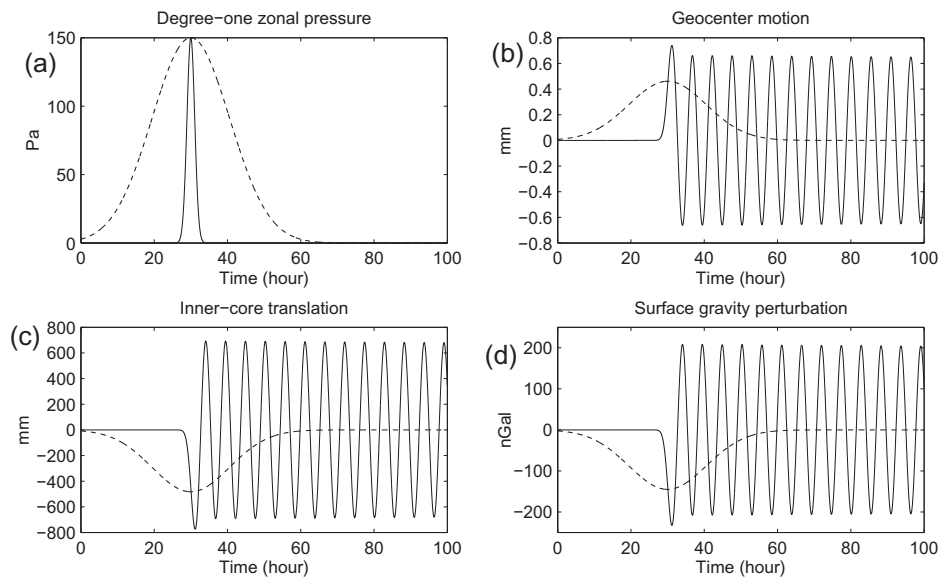 Degree−one zonal pressure
(a)
Pa
150
100
50
0
0 20 40 60 80 100
Time (hour)
Geocenter motion
(b)
mm
0.8
0.6
0.4
0.2
0
−0.2
−0.4
−0.6
−0.8
0 20 40 60 80 100
Time (hour)
Inner−core translation
(c)
mm
800
600
400
200
0
−200
−400
−600
−800
0 20 40 60 80 100
Time (hour)
Surface gravity perturbation
(d)
nGal
200
100
0
−100
−200
0 20 40 60 80 100
Time (hour)